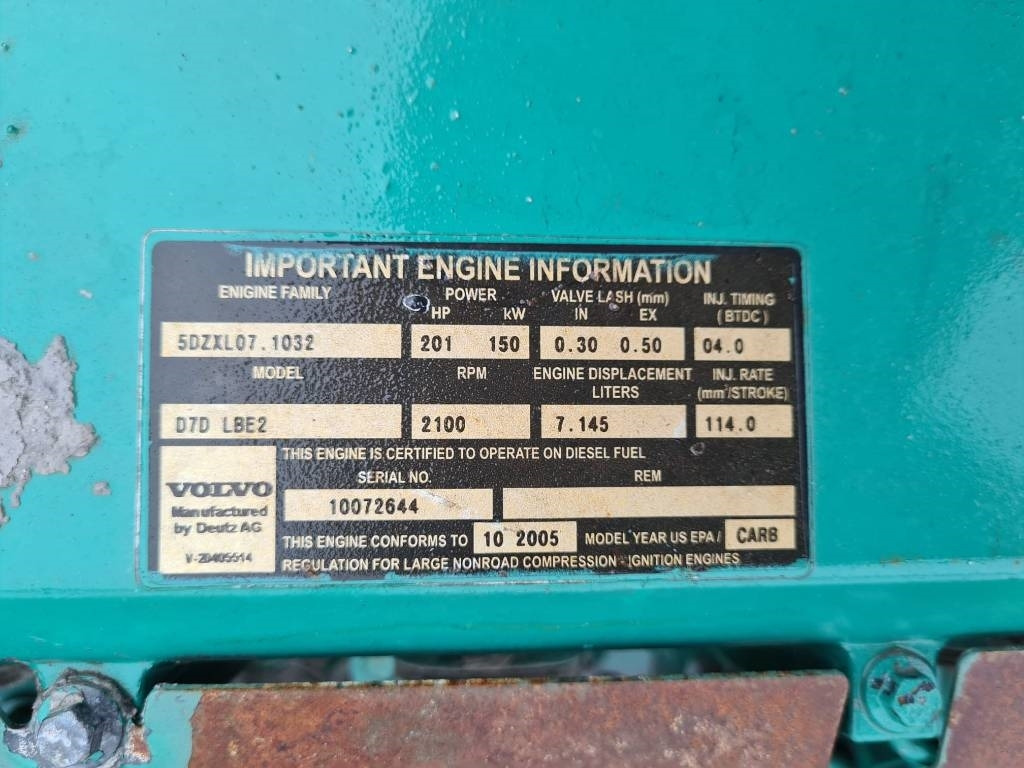 IMPORTANT ENGINE INFORMATION
ENIGINE FAMILY POWER VALVE LASH (mm) INJ. TIMING
HP kW IN EX (BTDC)
5DZXL07.1032 201 150 0.30 0.50 04.0
MODEL RPM ENGINE DISPLACEMENT INJ. RATE
LITERS (mm³/STROKE)
D7D LBE2 2100 7.145 114.0
THIS ENGINE IS CERTIFIED TO OPERATE ON DIESEL FUEL
SERIAL NO. REM
VOLVO
Manufactured
by Deutz AG
V-20405514
10072644
THIS ENGINE CONFORMS TO 10 2005 MODEL YEAR US EPA / CARB
REGULATION FOR LARGE NONROAD COMPRESSION - IGNITION ENGINES